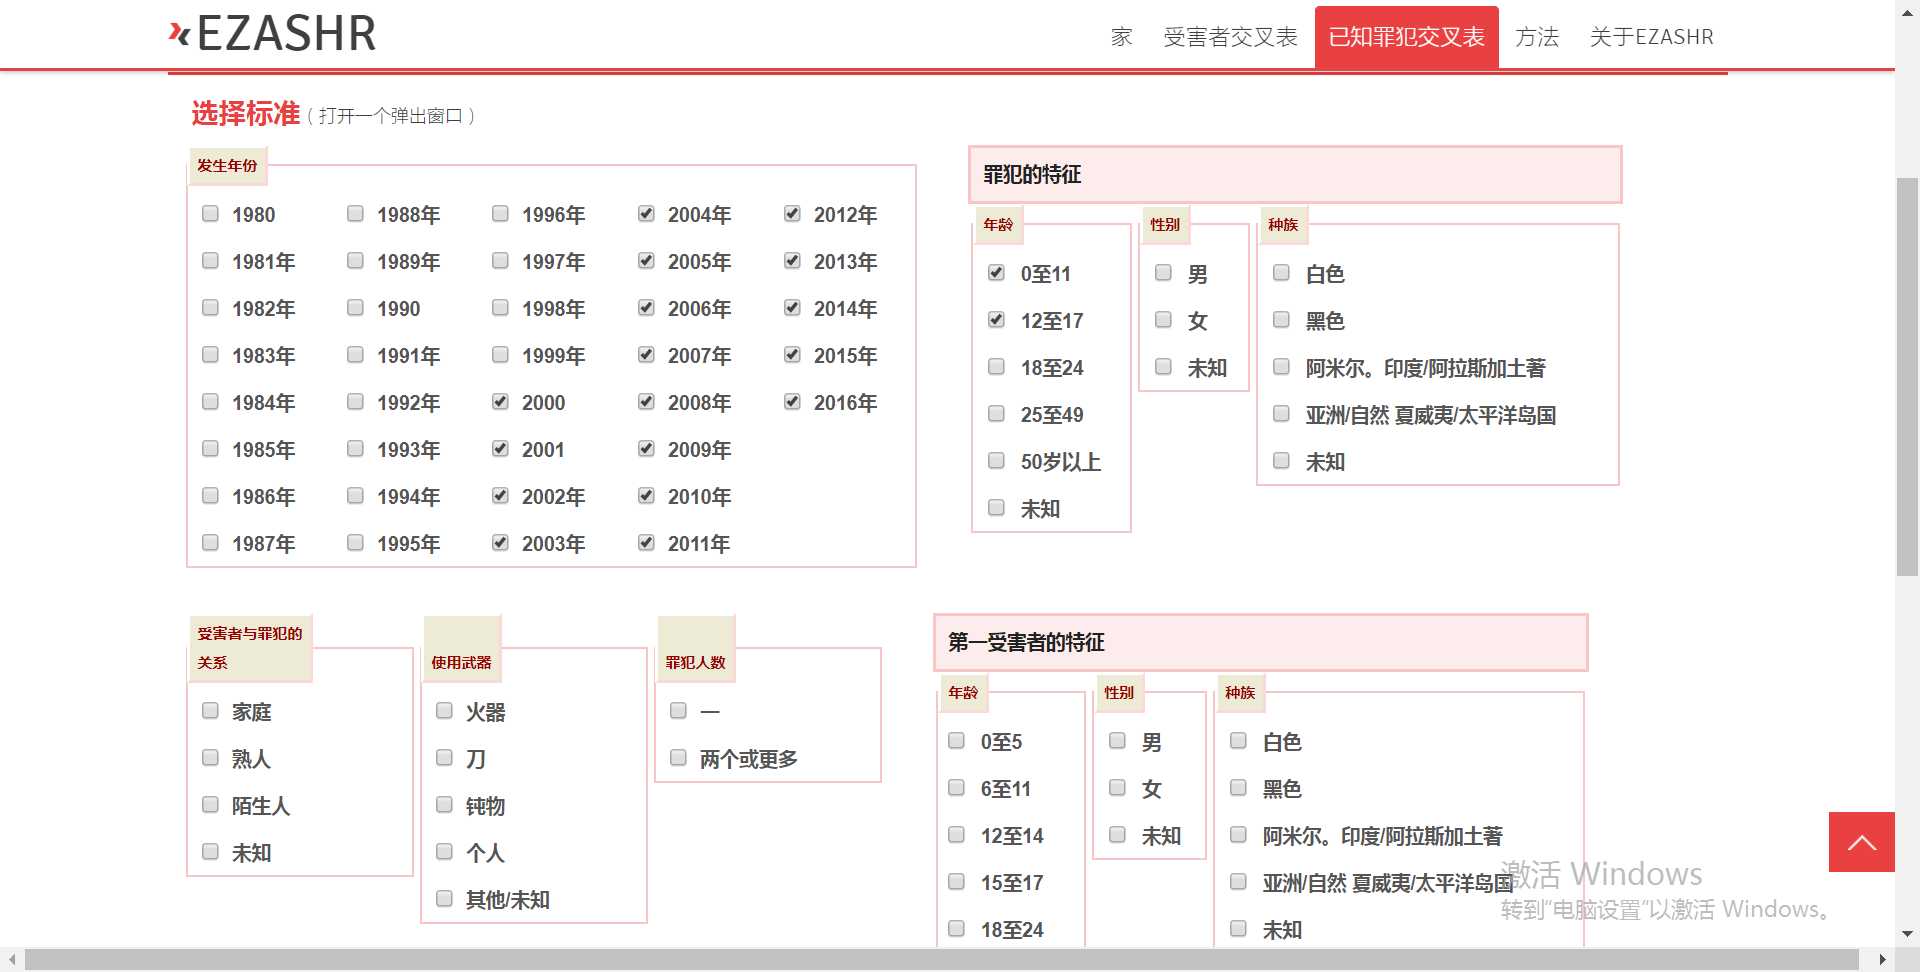 EZASHR
家 受害者交叉表 已知罪犯交叉表 方法 关于EZASHR
选择标准 ( 打开一个弹出窗口 )
发生年份
1980 1988年 1996年 2004年 2012年
1981年 1989年 1997年 2005年 2013年
1982年 1990 1998年 2006年 2014年
1983年 1991年 1999年 2007年 2015年
1984年 1992年 2000 2008年 2016年
1985年 1993年 2001 2009年
1986年 1994年 2002年 2010年
1987年 1995年 2003年 2011年
罪犯的特征
年龄
0至11
12至17
18至24
25至49
50岁以上
未知
性别
男
女
未知
种族
白色
黑色
阿米尔。印度/阿拉斯加土著
亚洲/自然 夏威夷/太平洋岛国
未知
受害者与罪犯的
关系
家庭
熟人
陌生人
未知
使用武器
火器
刀
钝物
个人
其他/未知
罪犯人数
一
两个或更多
第一受害者的特征
年龄
0至5
6至11
12至14
15至17
18至24
性别
男
女
未知
种族
白色
黑色
阿米尔。印度/阿拉斯加土著
亚洲/自然 夏威夷/太平洋岛国
未知
激活 Windows
转到“电脑设置”以激活 Windows。